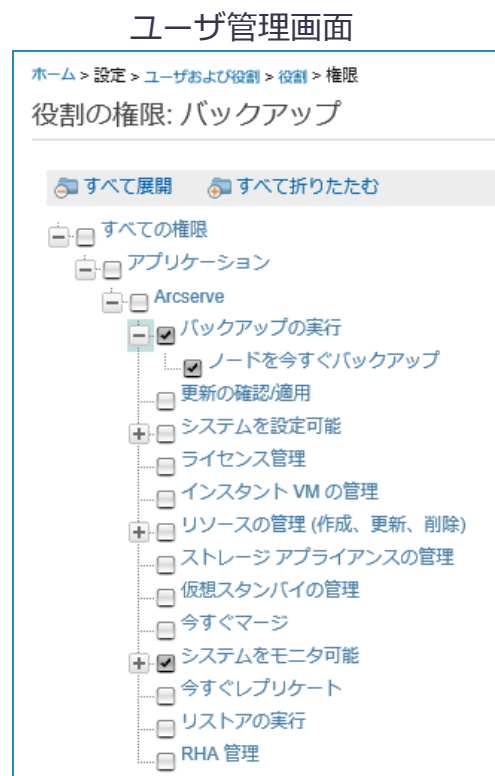 ユーザ管理画面
ホーム > 設定 > ユーザおよび役割 > 役割 > 権限
役割の権限: バックアップ
すべて展開 すべて折りたたむ
すべての権限
アプリケーション
Arcserve
バックアップの実行
ノードを今すぐバックアップ
更新の確認/適用
システムを設定可能
ライセンス管理
インスタント VM の管理
リソースの管理 (作成、更新、削除)
ストレージ アプライアンスの管理
仮想スタンバイの管理
今すぐマージ
システムをモニタ可能
今すぐレプリケート
リストアの実行
RHA 管理